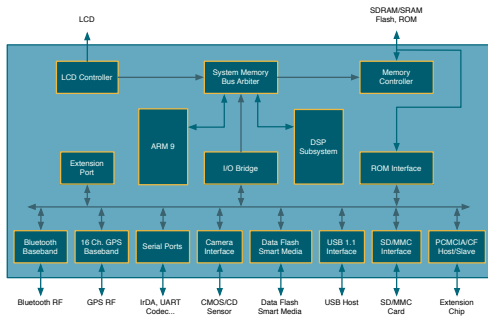 LCD
SDRAM/SRAM
Flash, ROM
LCD Controller
System Memory
Bus Arbiter
Memory
Controller
ARM 9
DSP
Subsystem
Extension
Port
I/O Bridge
ROM Interface
Bluetooth
Baseband
16 Ch. GPS
Baseband
Serial Ports
Camera
Interface
Data Flash
Smart Media
USB 1.1
Interface
SD/MMC
Interface
PCMCIA/CF
Host/Slave
Bluetooth RF
GPS RF
IrDA, UART
Codec...
CMOS/CD
Sensor
Data Flash
Smart Media
USB Host
SD/MMC
Card
Extension
Chip